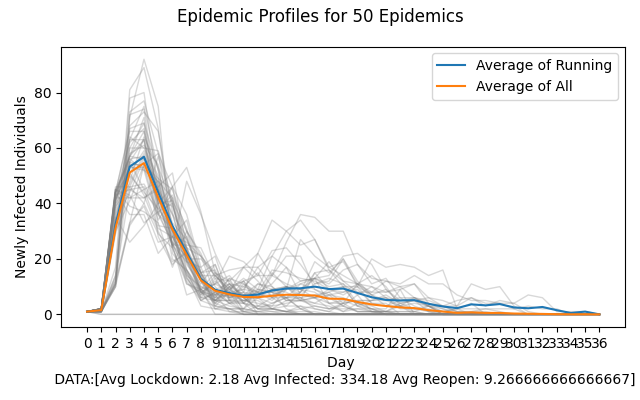 Epidemic Profiles for 50 Epidemics
Average of Running
Average of All
80
60
40
20
0
Newly Infected Individuals
0 1 2 3 4 5 6 7 8 9 10 11 12 13 14 15 16 17 18 19 20 21 22 23 24 25 26 27 28 29 30 31 32 33 34 35 36
Day
DATA:[Avg Lockdown: 2.18 Avg Infected: 334.18 Avg Reopen: 9.266666666666667]